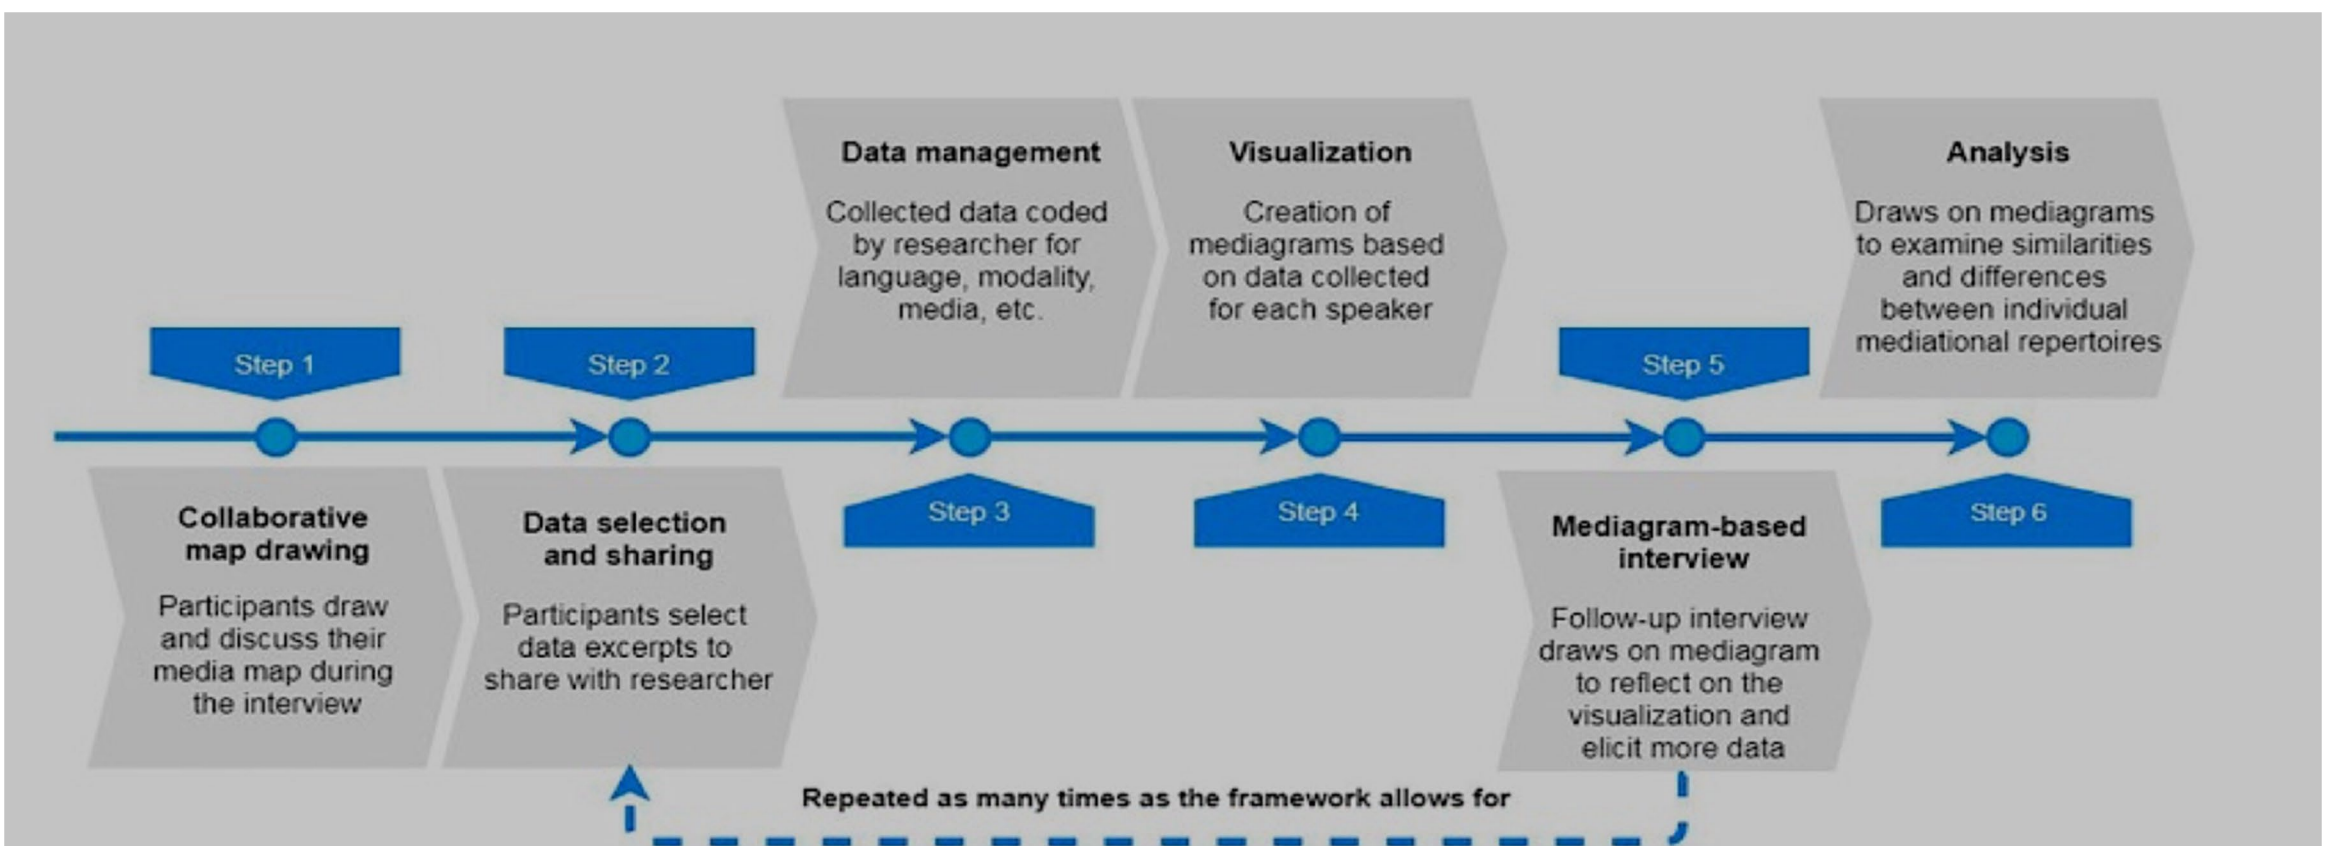 Step 1
Collaborative
map drawing
Participants draw
and discuss their
media map during
the interview
Step 2
Data selection
and sharing
Participants select
data excerpts to
share with researcher
Data management
Collected data coded
by researcher for
language, modality,
media, etc.
Step 3
Visualization
Creation of
mediagrams based
on data collected
for each speaker
Step 4
Step 5
Mediagram-based
interview
Follow-up interview
draws on mediagram
to reflect on the
visualization and
elicit more data
Analysis
Draws on mediagrams
to examine similarities
and differences
between individual
mediational repertoires
Step 6
Repeated as many times as the framework allows for